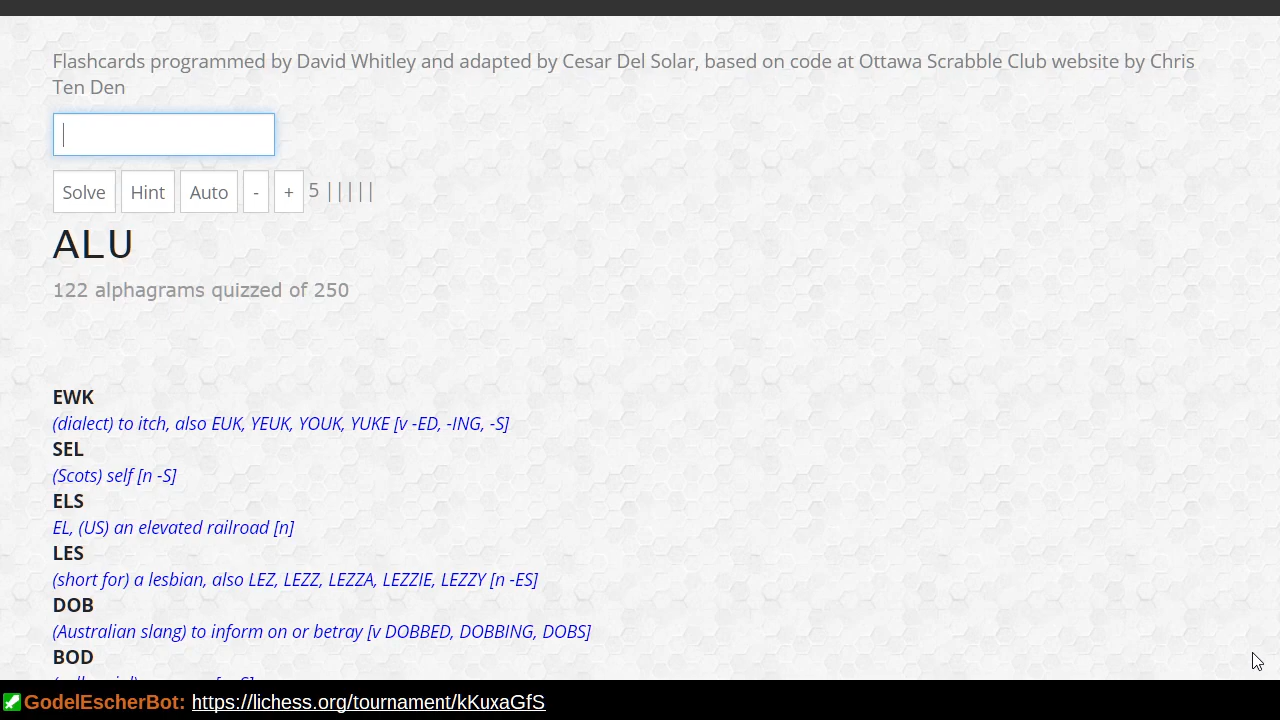 Flashcards programmed by David Whitley and adapted by Cesar Del Solar, based on code at Ottawa Scrabble Club website by Chris
Ten Den
Solve Hint Auto - + 5 |||||
ALU
122 alphagrams quizzed of 250
EWK
(dialect) to itch, also EUK, YEUK, YOUK, YUKE [v -ED, -ING, -S]
SEL
(Scots) self [n -S]
ELS
EL, (US) an elevated railroad [n]
LES
(short for) a lesbian, also LEZ, LEZZ, LEZZA, LEZZIE, LEZZY [n -ES]
DOB
(Australian slang) to inform on or betray [v DOBBED, DOBBING, DOBS]
BOD
GodelEscherBot: https://lichess.org/tournament/kKuxaGfS